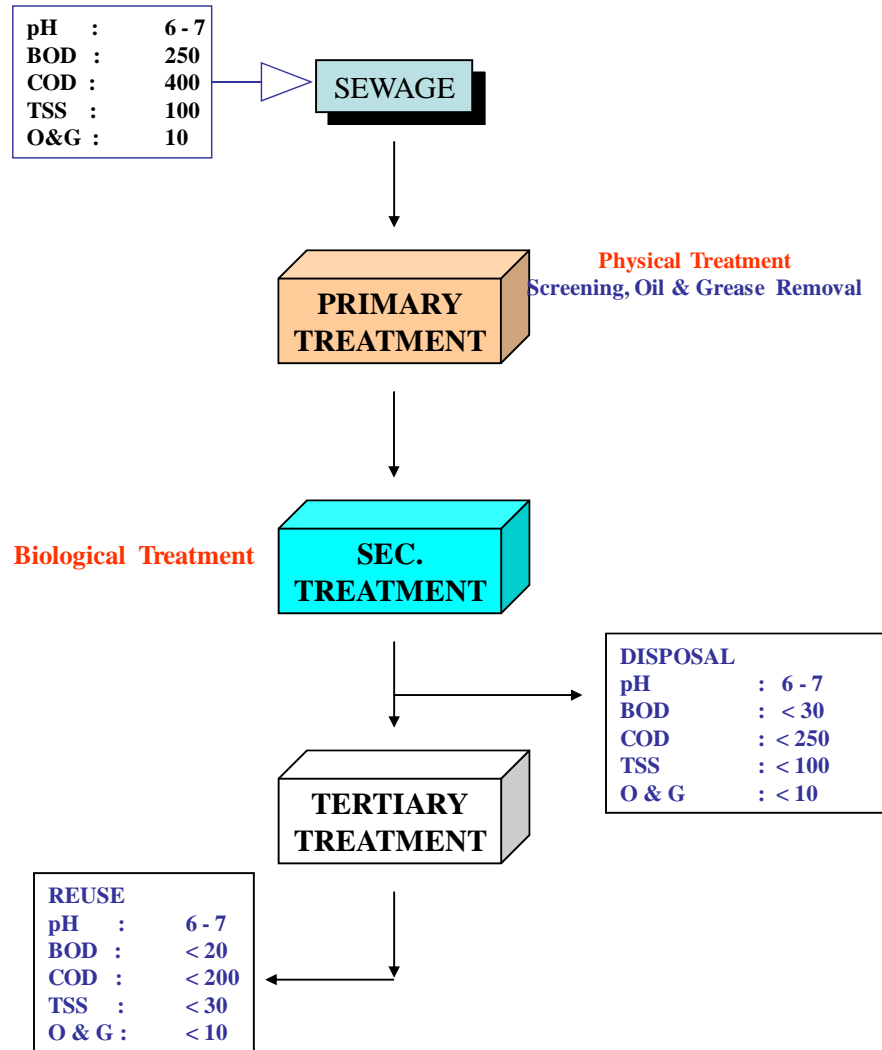 pH : 6 - 7
BOD : 250
COD : 400
TSS : 100
O&G : 10
SEWAGE
Physical Treatment
Screening, Oil & Grease Removal
PRIMARY
TREATMENT
Biological Treatment
SEC.
TREATMENT
DISPOSAL
pH : 6 - 7
BOD : < 30
COD : < 250
TSS : < 100
O & G : < 10
TERTIARY
TREATMENT
REUSE
pH : 6 - 7
BOD : < 20
COD : < 200
TSS : < 30
O & G : < 10